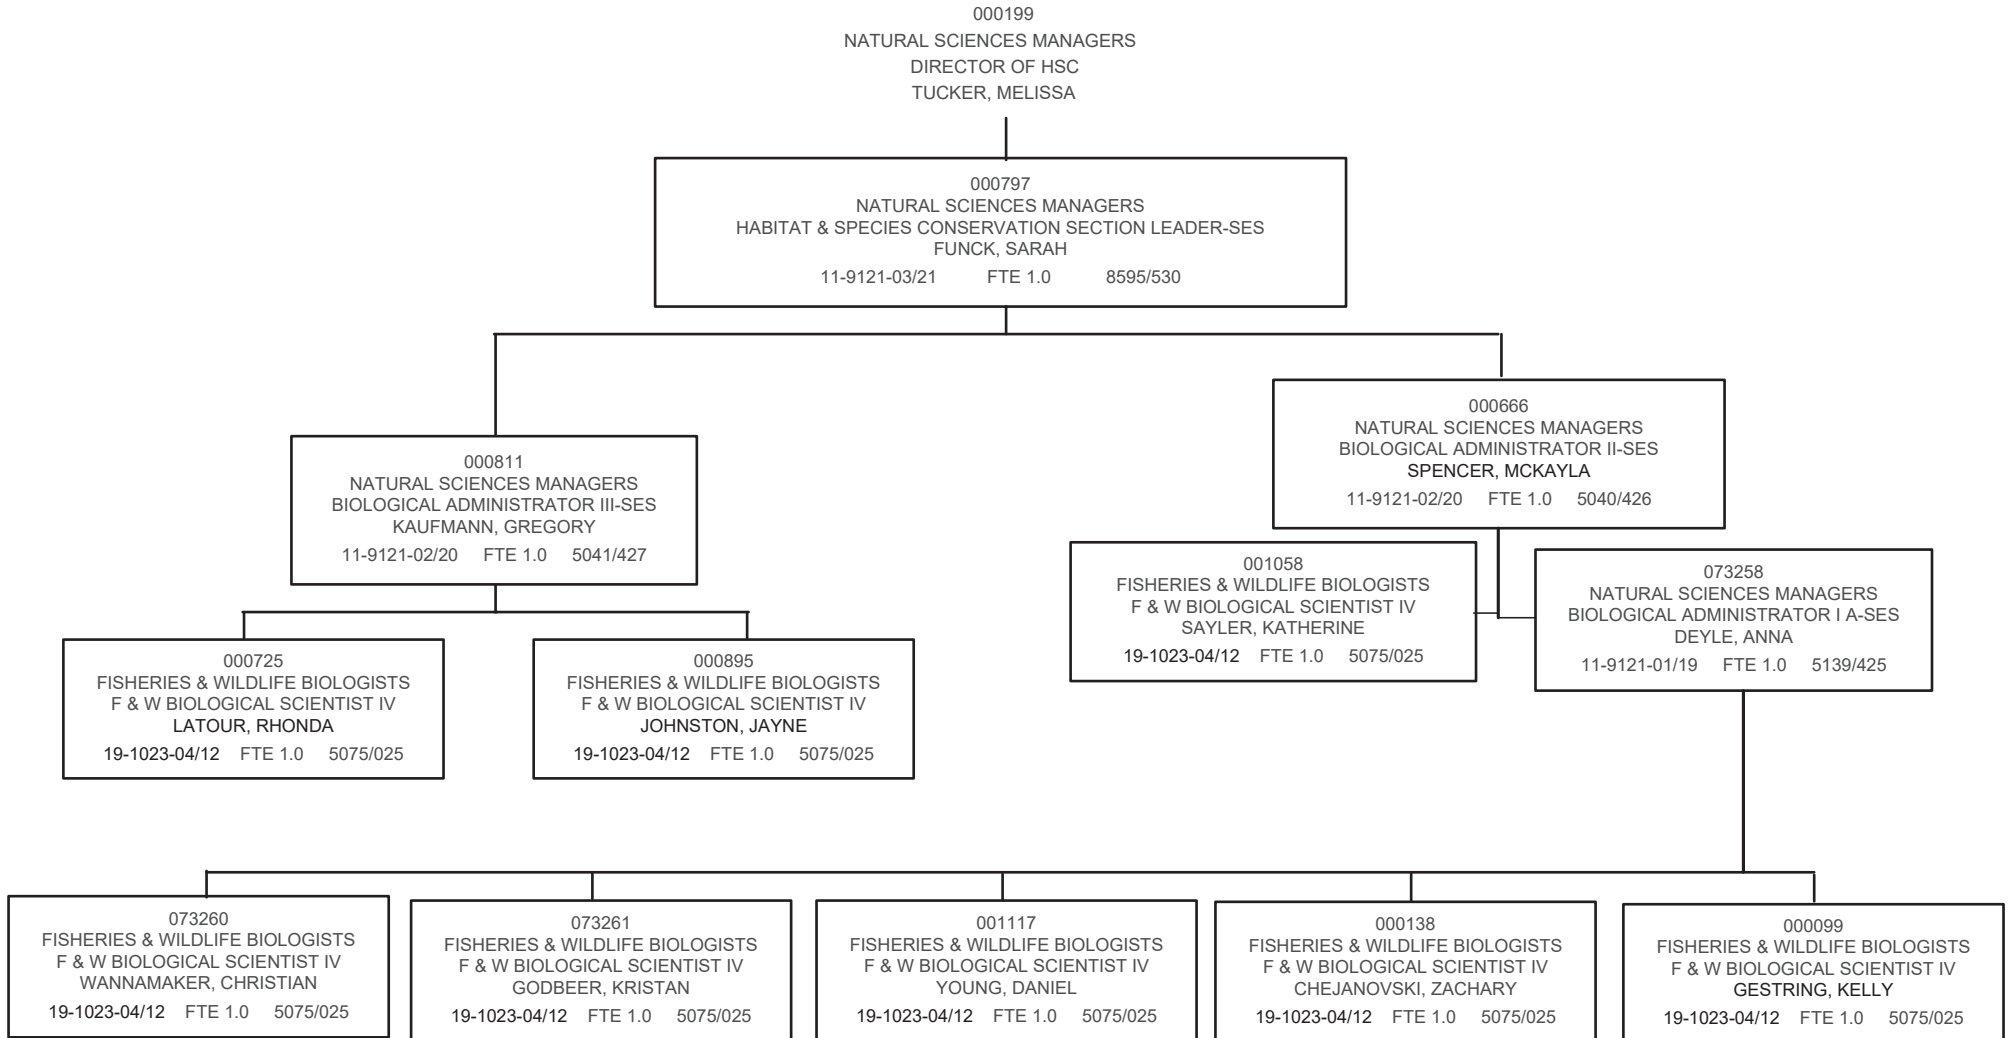 000199
NATURAL SCIENCES MANAGERS
DIRECTOR OF HSC
TUCKER, MELISSA
000797
NATURAL SCIENCES MANAGERS
HABITAT & SPECIES CONSERVATION SECTION LEADER-SES
FUNCK, SARAH
11-9121-03/21 FTE 1.0 8595/530
000811
NATURAL SCIENCES MANAGERS
BIOLOGICAL ADMINISTRATOR III-SES
KAUFMANN, GREGORY
11-9121-02/20 FTE 1.0 5041/427
000666
NATURAL SCIENCES MANAGERS
BIOLOGICAL ADMINISTRATOR II-SES
SPENCER, MCKAYLA
11-9121-02/20 FTE 1.0 5040/426
000725
FISHERIES & WILDLIFE BIOLOGISTS
F & W BIOLOGICAL SCIENTIST IV
LATOUR, RHONDA
19-1023-04/12 FTE 1.0 5075/025
000895
FISHERIES & WILDLIFE BIOLOGISTS
F & W BIOLOGICAL SCIENTIST IV
JOHNSTON, JAYNE
19-1023-04/12 FTE 1.0 5075/025
001058
FISHERIES & WILDLIFE BIOLOGISTS
F & W BIOLOGICAL SCIENTIST IV
SAYLER, KATHERINE
19-1023-04/12 FTE 1.0 5075/025
073258
NATURAL SCIENCES MANAGERS
BIOLOGICAL ADMINISTRATOR I A-SES
DEYLE, ANNA
11-9121-01/19 FTE 1.0 5139/425
073260
FISHERIES & WILDLIFE BIOLOGISTS
F & W BIOLOGICAL SCIENTIST IV
WANNAMAKER, CHRISTIAN
19-1023-04/12 FTE 1.0 5075/025
073261
FISHERIES & WILDLIFE BIOLOGISTS
F & W BIOLOGICAL SCIENTIST IV
GODBEER, KRISTAN
19-1023-04/12 FTE 1.0 5075/025
001117
FISHERIES & WILDLIFE BIOLOGISTS
F & W BIOLOGICAL SCIENTIST IV
YOUNG, DANIEL
19-1023-04/12 FTE 1.0 5075/025
000138
FISHERIES & WILDLIFE BIOLOGISTS
F & W BIOLOGICAL SCIENTIST IV
CHEJANOVSKI, ZACHARY
19-1023-04/12 FTE 1.0 5075/025
000099
FISHERIES & WILDLIFE BIOLOGISTS
F & W BIOLOGICAL SCIENTIST IV
GESTRING, KELLY
19-1023-04/12 FTE 1.0 5075/025